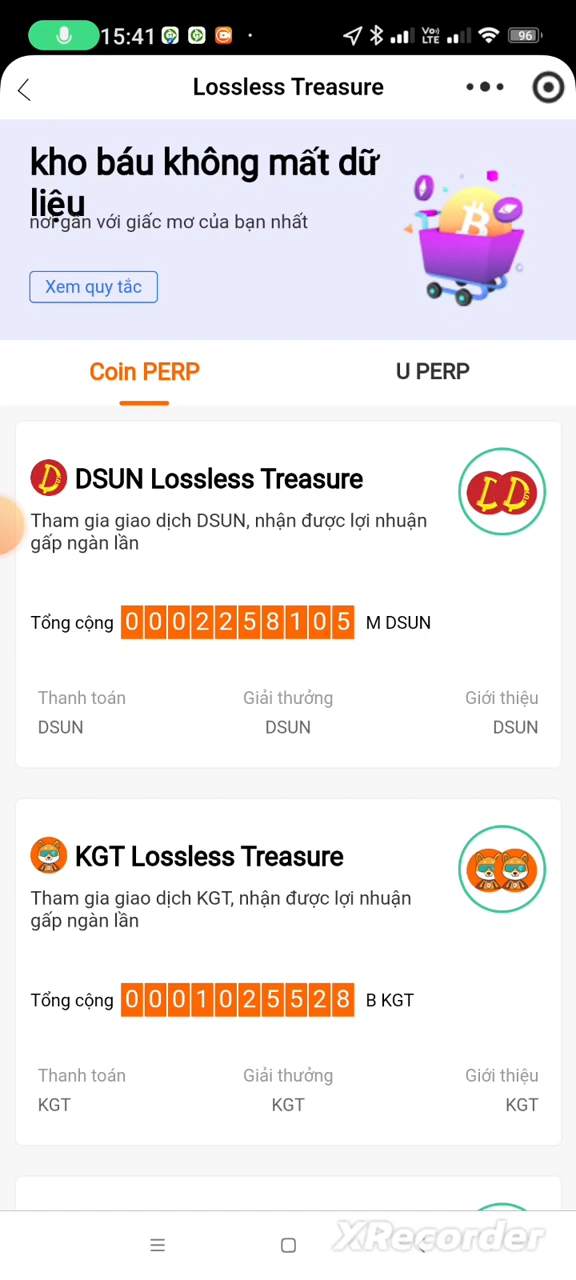 15:41
Vo)) LTE
96
Lossless Treasure
kho báu không mất dữ
liệu
nơi gần với giấc mơ của bạn nhất
Xem quy tắc
Coin PERP
U PERP
DSUN Lossless Treasure
Tham gia giao dịch DSUN, nhận được lợi nhuận
gấp ngàn lần
Tổng cộng 0002258105 M DSUN
Thanh toán Giải thưởng Giới thiệu
DSUN DSUN DSUN
KGT Lossless Treasure
Tham gia giao dịch KGT, nhận được lợi nhuận
gấp ngàn lần
Tổng cộng 0001025528 B KGT
Thanh toán Giải thưởng Giới thiệu
KGT KGT KGT
XRecorder